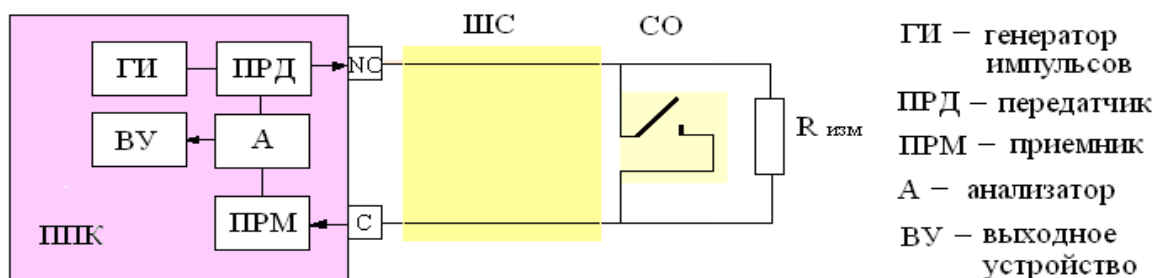 ШС
СО
ГИ
ПРД
NC
ВУ
А
ПРМ
С
ППК
R изм
ГИ – генератор
импульсов
ПРД – передатчик
ПРМ – приемник
А – анализатор
ВУ – выходное
устройство